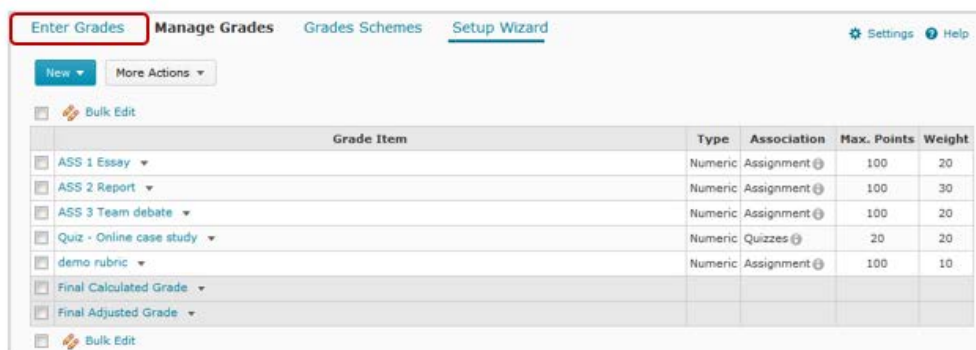 Enter Grades Manage Grades Grades Schemes Setup Wizard Settings Help
New More Actions
Bulk Edit
Grade Item Type Association Max. Points Weight
ASS 1 Essay Numeric Assignment 100 20
ASS 2 Report Numeric Assignment 100 30
ASS 3 Team debate Numeric Assignment 100 20
Quiz - Online case study Numeric Quizzes 20 20
demo rubric Numeric Assignment 100 10
Final Calculated Grade
Final Adjusted Grade
Bulk Edit